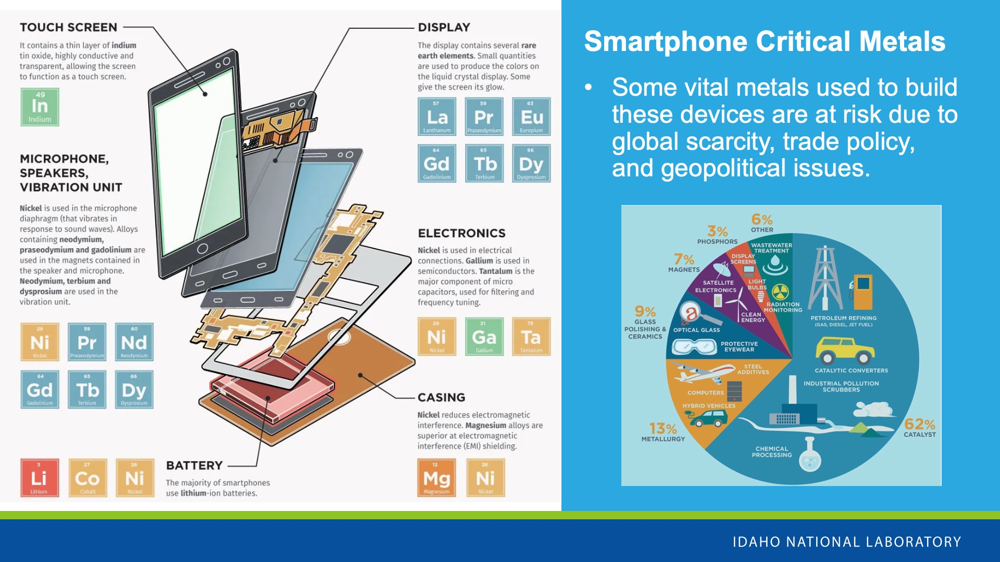 TOUCH SCREEN
It contains a thin layer of indium
tin oxide, highly conductive and
transparent, allowing the screen
to function as a touch screen.
49
In
Indium
MICROPHONE,
SPEAKERS,
VIBRATION UNIT
Nickel is used in the microphone
diaphragm (that vibrates in
response to sound waves). Alloys
containing neodymium,
praseodymium and gadolinium are
used in the magnets contained in
the speaker and microphone.
Neodymium, terbium and
dysprosium are used in the
vibration unit.
28
Ni
Nickel
59
Pr
Praseodymium
60
Nd
Neodymium
64
Gd
Gadolinium
65
Tb
Terbium
66
Dy
Dysprosium
3
Li
Lithium
27
Co
Cobalt
28
Ni
Nickel
BATTERY
The majority of smartphones
use lithium-ion batteries.
DISPLAY
The display contains several rare
earth elements. Small quantities
are used to produce the colors on
the liquid crystal display. Some
give the screen its glow.
57
La
Lanthanum
59
Pr
Praseodymium
63
Eu
Europium
64
Gd
Gadolinium
65
Tb
Terbium
66
Dy
Dysprosium
ELECTRONICS
Nickel is used in electrical
connections. Gallium is used in
semiconductors. Tantalum is the
major component of micro
capacitors, used for filtering and
frequency tuning.
28
Ni
Nickel
31
Ga
Gallium
73
Ta
Tantalum
CASING
Nickel reduces electromagnetic
interference. Magnesium alloys are
superior at electromagnetic
interference (EMI) shielding.
12
Mg
Magnesium
28
Ni
Nickel
Smartphone Critical Metals
• Some vital metals used to build
these devices are at risk due to
global scarcity, trade policy,
and geopolitical issues.
6%
OTHER
3%
PHOSPHORS
7%
MAGNETS
9%
GLASS
POLISHING &
CERAMICS
13%
METALLURGY
62%
CATALYST
WASTEWATER
TREATMENT
RADIATION
MONITORING
DISPLAY
SCREENS
LIGHT
BULBS
SATELLITE
ELECTRONICS
CLEAN
ENERGY
a
OPTICAL GLASS
PROTECTIVE
EYEWEAR
STEEL
ADDITIVES
COMPUTERS
HYBRID VEHICLES
PETROLEUM REFINING
(GAS, DIESEL, JET FUEL)
CATALYTIC CONVERTERS
INDUSTRIAL POLLUTION
SCRUBBERS
CHEMICAL
PROCESSING
IDAHO NATIONAL LABORATORY